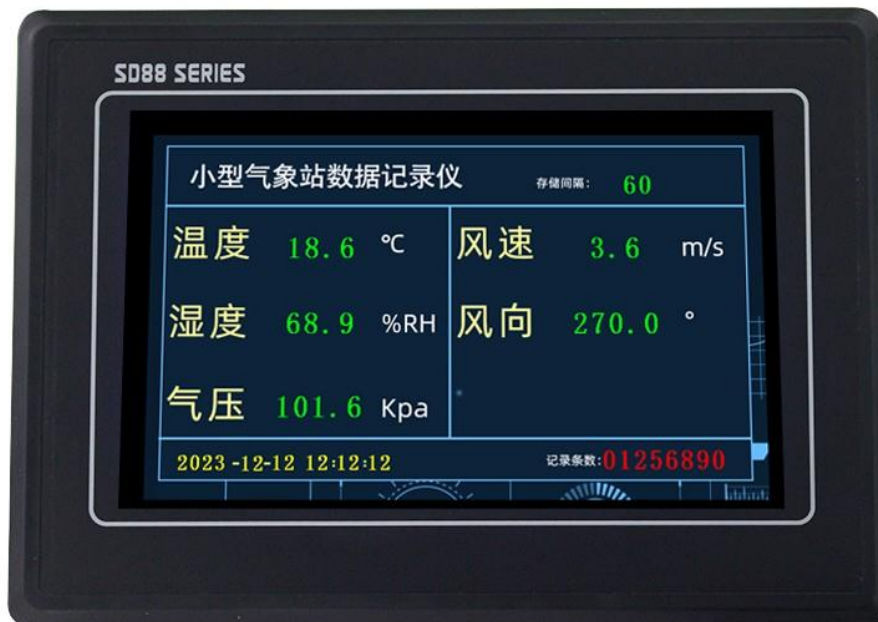 SD88 SERIES
小型气象站数据记录仪 存储间隔: 60
温度 18.6 ℃ 风速 3.6 m/s
湿度 68.9 %RH 风向 270.0 °
气压 101.6 Kpa
2023-12-12 12:12:12 记录条数:01256890